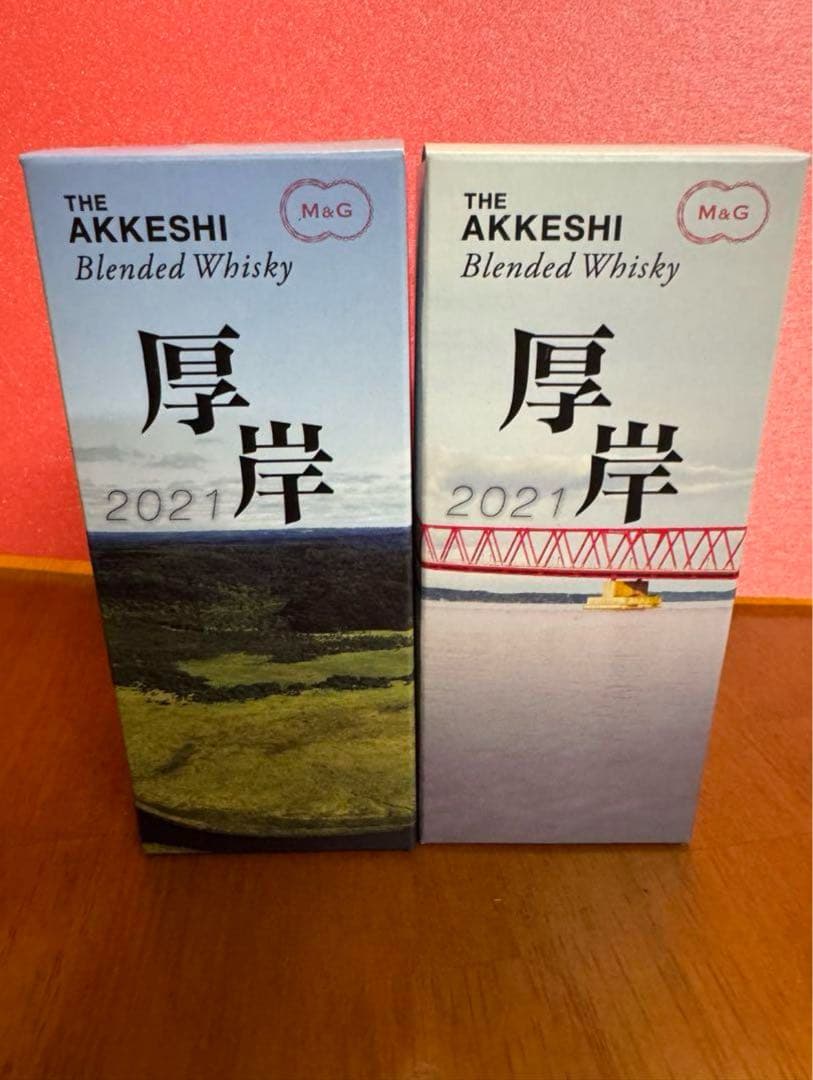 THE
AKKESHI
Blended Whisky
M&G
厚岸
2021
THE
AKKESHI
Blended Whisky
M&G
厚岸
2021